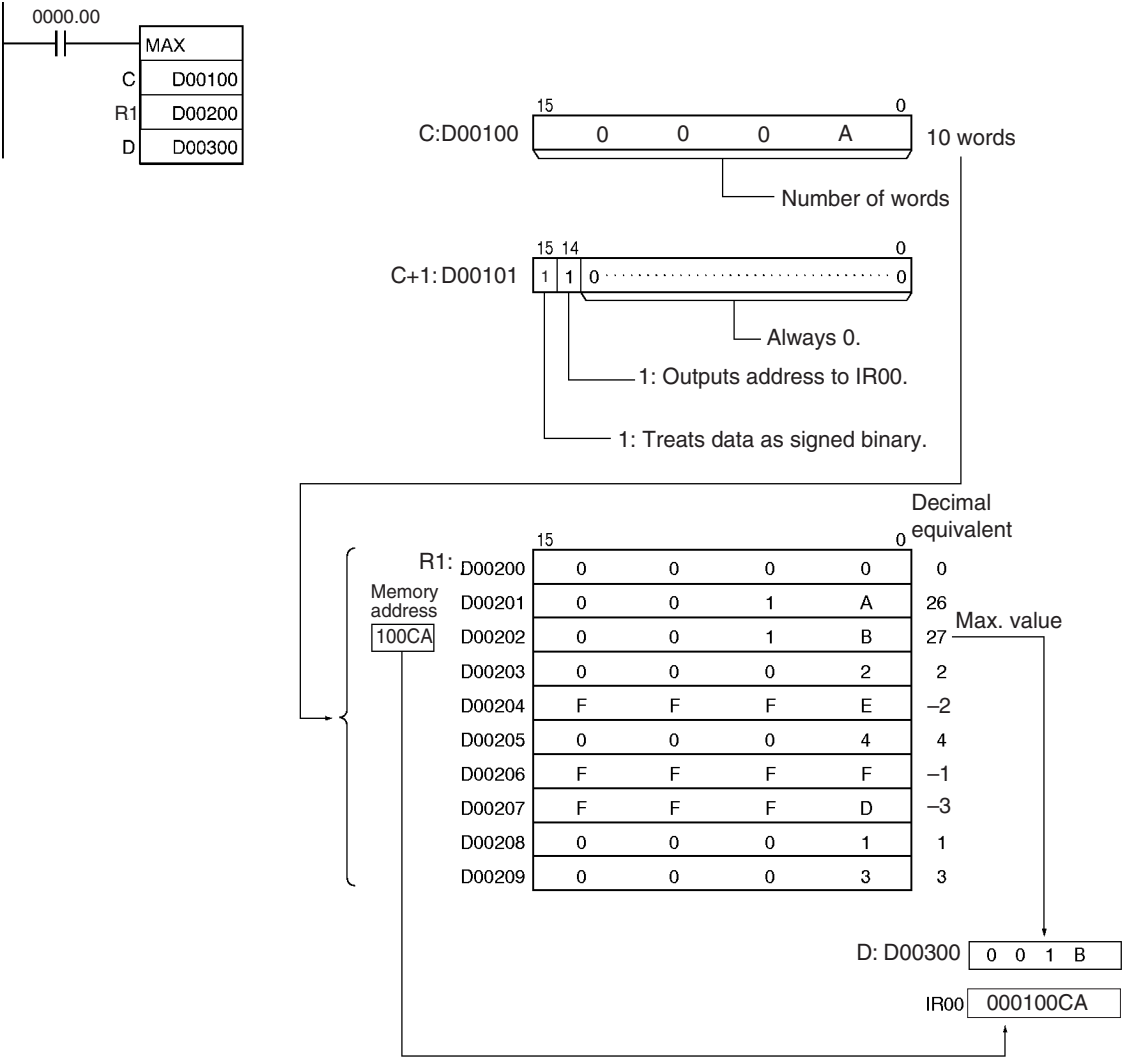 0000.00
MAX
C D00100
R1 D00200
D D00300
15 0
C:D00100 0 0 0 A 10 words
Number of words
15 14 0
C+1: D00101 1 1 0 0
Always 0.
1: Outputs address to IR00.
1: Treats data as signed binary.
Decimal
equivalent
15 0
R1: D00200 0 0 0 0 0
Memory
address
D00201 0 0 1 A 26
Max. value
100CA D00202 0 0 1 B 27
D00203 0 0 0 2 2
D00204 F F F E –2
D00205 0 0 0 4 4
D00206 F F F F –1
D00207 F F F D –3
D00208 0 0 0 1 1
D00209 0 0 0 3 3
D: D00300 0 0 1 B
IR00 000100CA